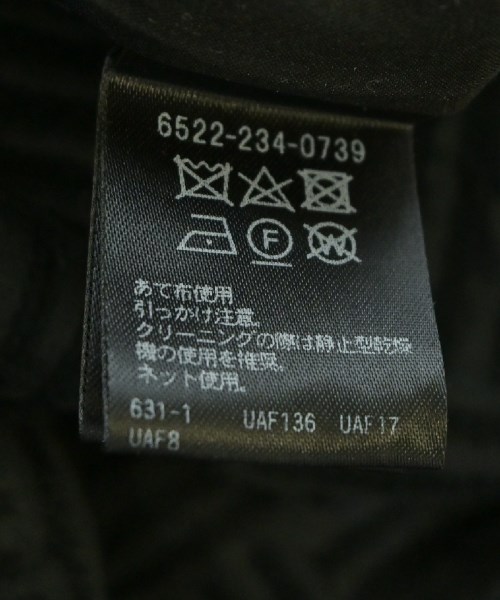 6522-234-0739
F W
あて布使用
引っかけ注意。
クリーニングの際は静止型乾燥
機の使用を推奨。
ネット使用。
631-1 UAF136 UAF17
UAF8